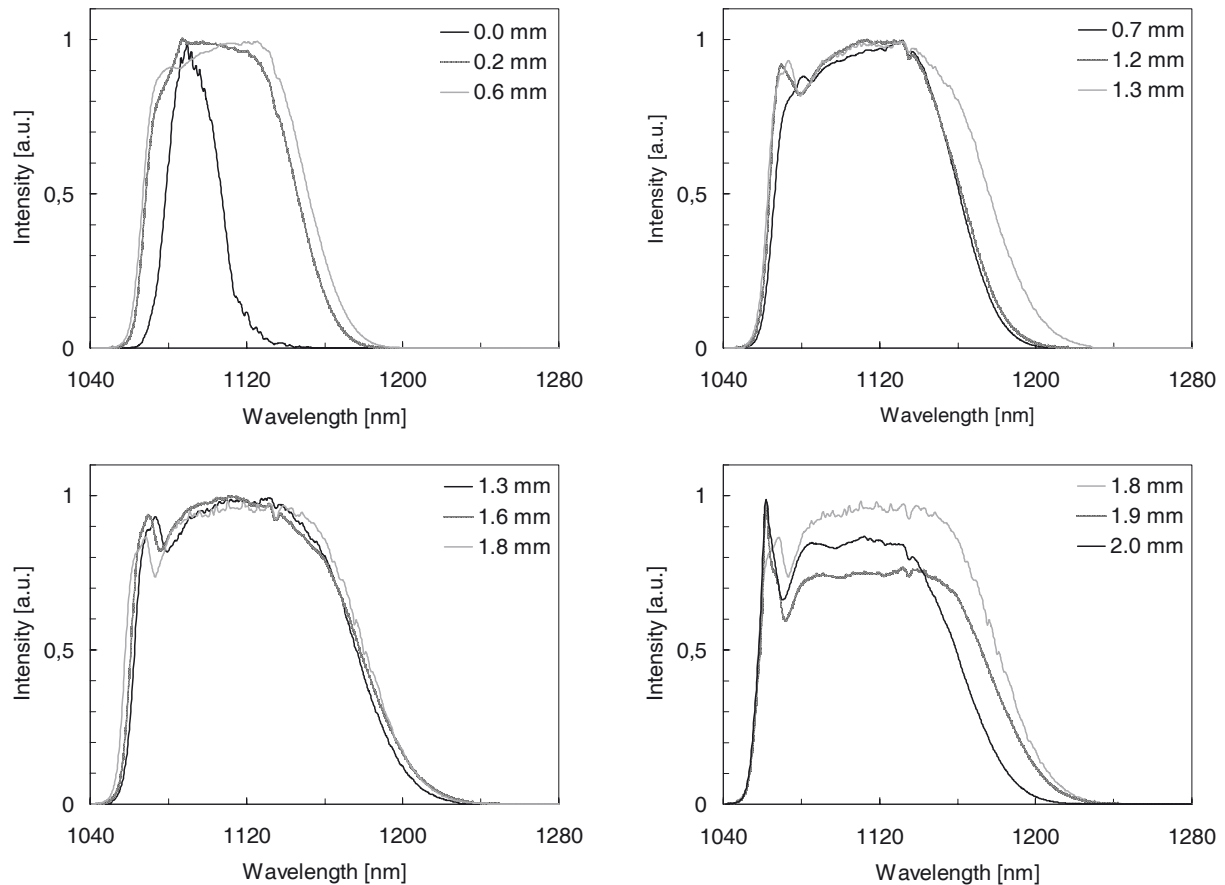 1
0,5
0
Intensity [a.u.]
0.0 mm
0.2 mm
0.6 mm
1040
1120
1200
1280
Wavelength [nm]
1
0,5
0
Intensity [a.u.]
0.7 mm
1.2 mm
1.3 mm
1040
1120
1200
1280
Wavelength [nm]
1
0,5
0
Intensity [a.u.]
1.3 mm
1.6 mm
1.8 mm
1040
1120
1200
1280
Wavelength [nm]
1
0,5
0
Intensity [a.u.]
1.8 mm
1.9 mm
2.0 mm
1040
1120
1200
1280
Wavelength [nm]